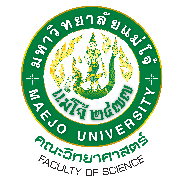 มหาวิทยาลัยแม่โจ้
แม่โจ้ ๒๔๗๗
MAEJO UNIVERSITY
คณะวิทยาศาสตร์
FACULTY OF SCIENCE